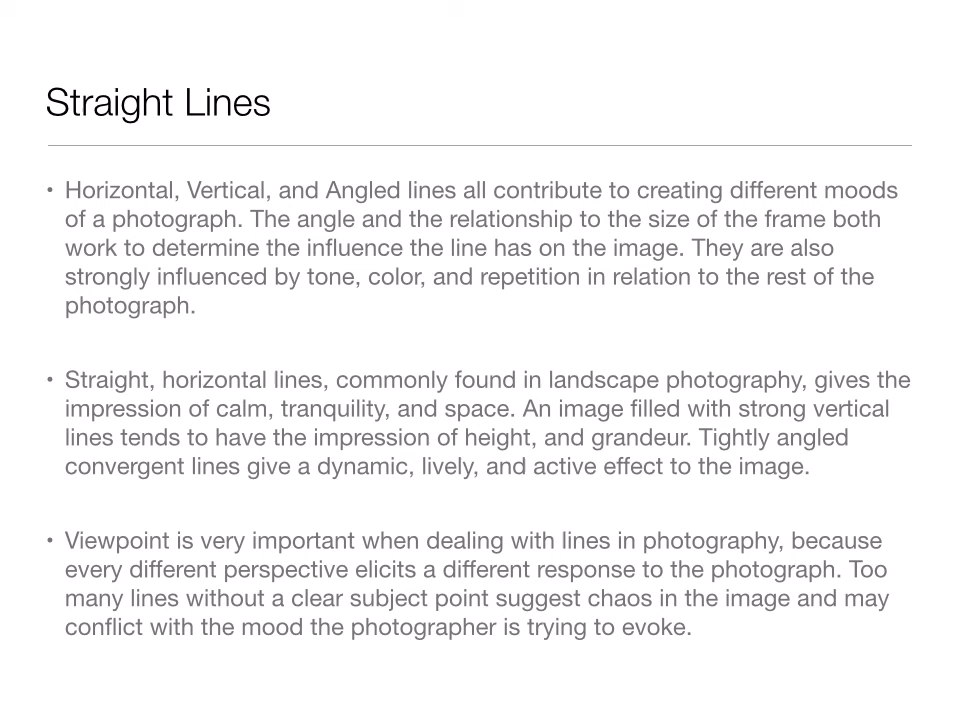 Straight Lines
• Horizontal, Vertical, and Angled lines all contribute to creating different moods
of a photograph. The angle and the relationship to the size of the frame both
work to determine the influence the line has on the image. They are also
strongly influenced by tone, color, and repetition in relation to the rest of the
photograph.
• Straight, horizontal lines, commonly found in landscape photography, gives the
impression of calm, tranquility, and space. An image filled with strong vertical
lines tends to have the impression of height, and grandeur. Tightly angled
convergent lines give a dynamic, lively, and active effect to the image.
• Viewpoint is very important when dealing with lines in photography, because
every different perspective elicits a different response to the photograph. Too
many lines without a clear subject point suggest chaos in the image and may
conflict with the mood the photographer is trying to evoke.